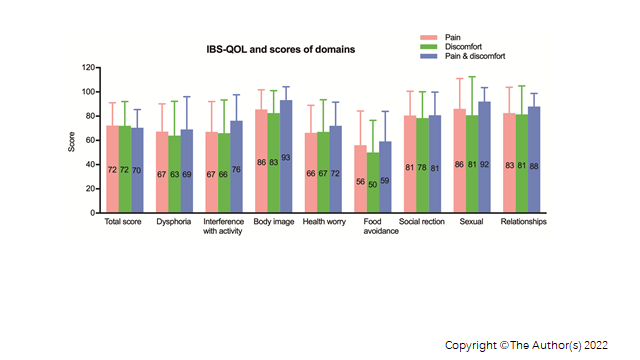 IBS-QOL and scores of domains
Pain
Discomfort
Pain & discomfort
Score
120
100
80
60
40
20
0
72 72 70
67 63 69
67 66 76
86 83 93
66 67 72
56 50 59
81 78 81
86 81 92
83 81 88
Total score
Dysphoria
Interference
with activity
Body image
Health worry
Food
avoidance
Social rection
Sexual
Relationships
Copyright © The Author(s) 2022